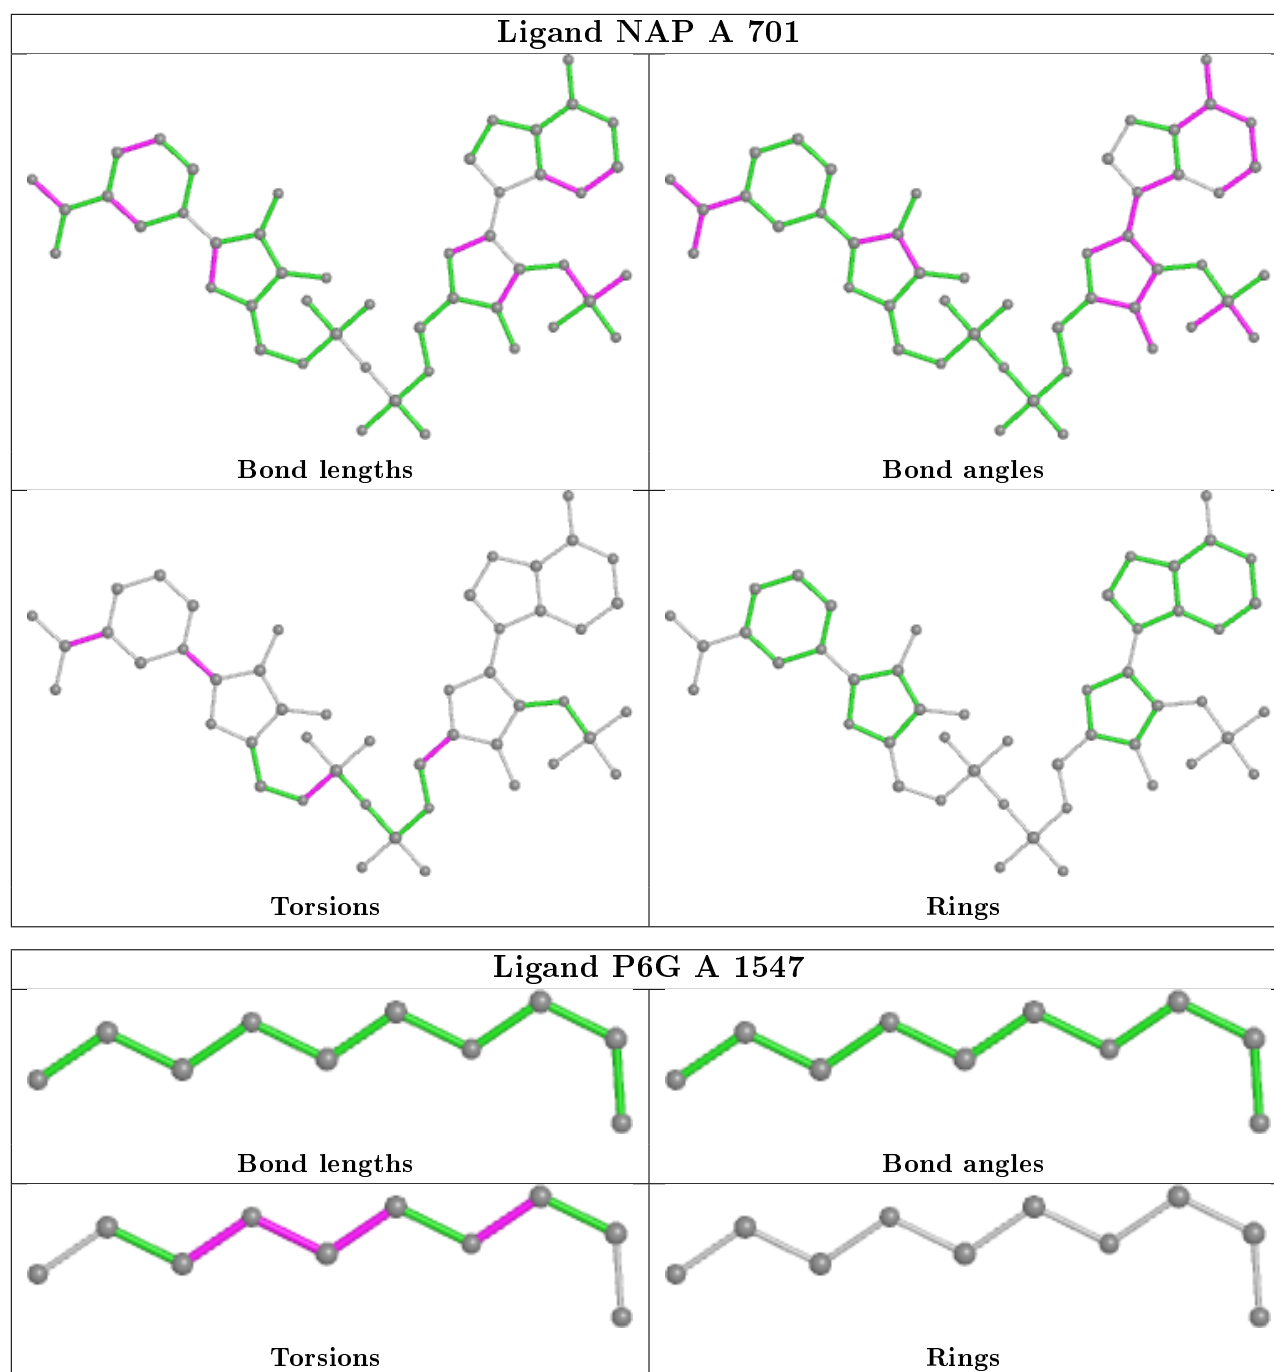 Ligand NAP A 701
Bond lengths
Bond angles
Torsions
Rings
Ligand P6G A 1547
Bond lengths
Bond angles
Torsions
Rings